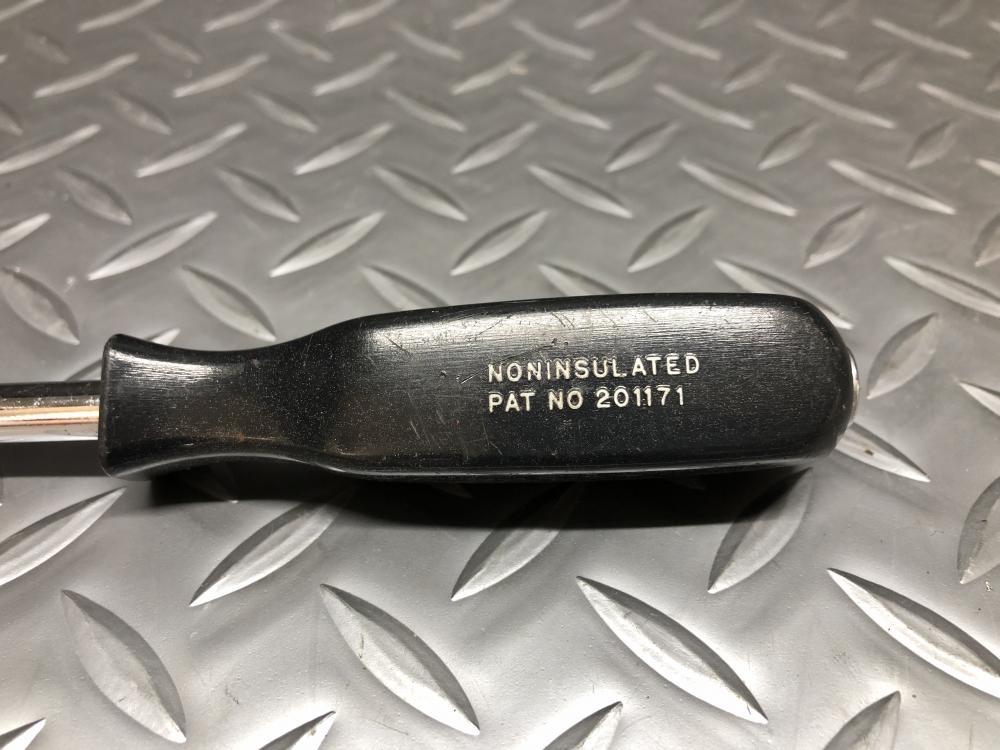 NONINSULATED
PAT NO 201171